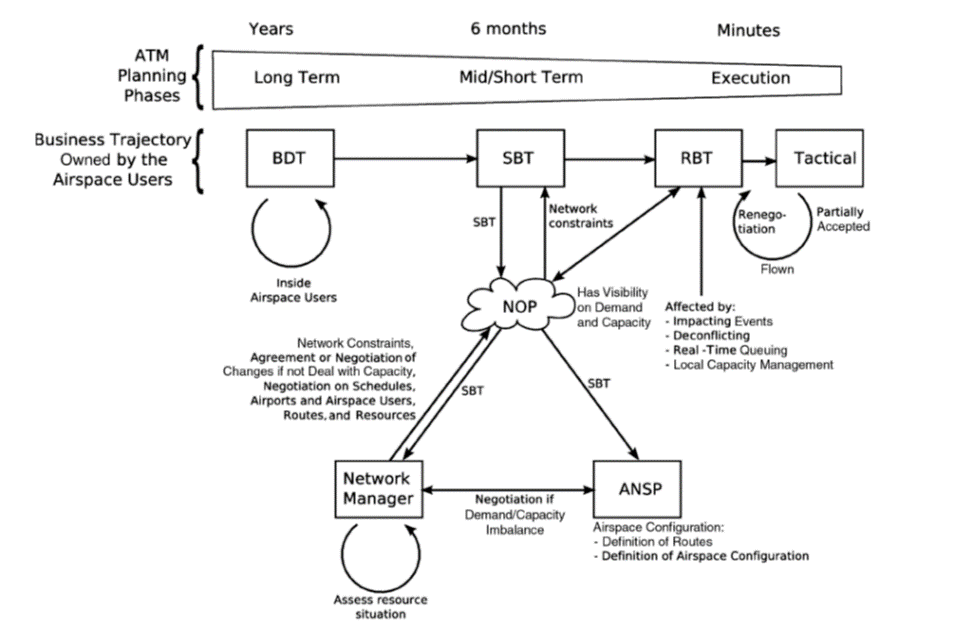 Years
6 months
Minutes
ATM
Planning
Phases
Long Term
Mid/Short Term
Execution
Business Trajectory
Owned by the
Airspace Users
BDT
SBT
RBT
Tactical
SBT
Network
constraints
Renego-
tiation
Partially
Accepted
Flown
Inside
Airspace Users
NOP
Has Visibility
on Demand
and Capacity
Affected by:
- Impacting Events
- Deconflicting
- Real -Time Queuing
- Local Capacity Management
Network Constraints,
Agreement or Negotiation of
Changes if not Deal with Capacity,
Negotiation on Schedules,
Airports and Airspace Users,
Routes, and Resources
SBT
SBT
Network
Manager
Negotiation if
Demand/Capacity
Imbalance
ANSP
Airspace Configuration:
- Definition of Routes
- Definition of Airspace Configuration
Assess resource
situation